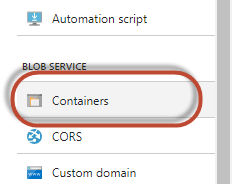 Automation script
BLOB SERVICE
Containers
CORS
Custom domain